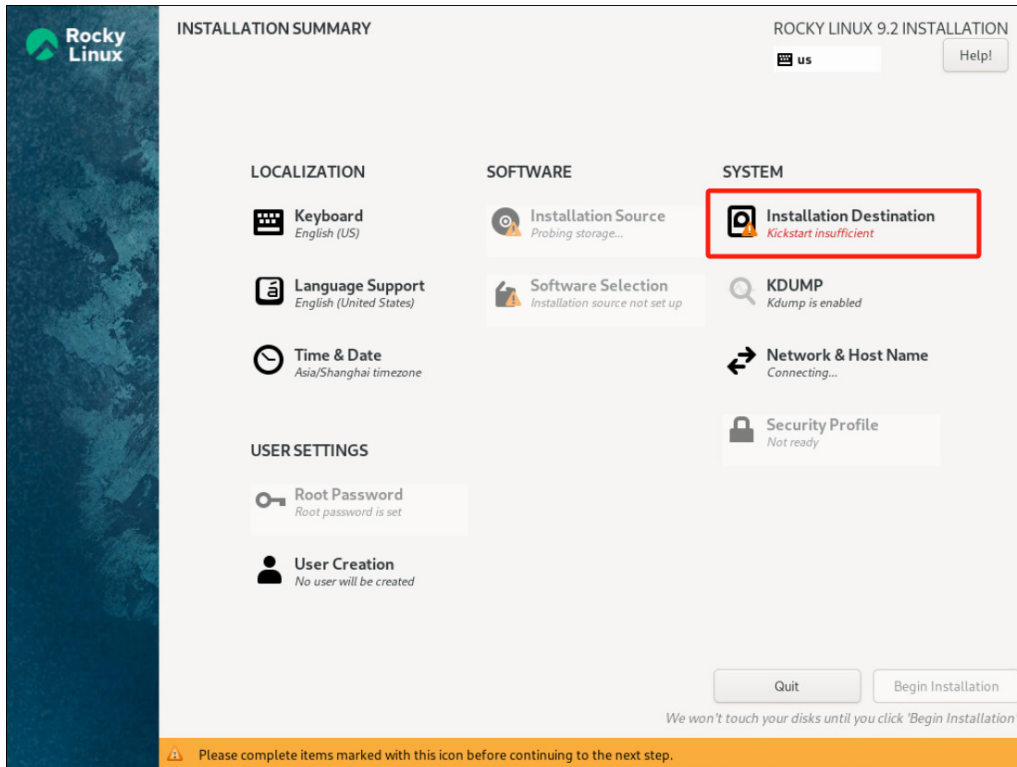 Rocky
Linux
INSTALLATION SUMMARY
ROCKY LINUX 9.2 INSTALLATION
us
Help!
LOCALIZATION
Keyboard
English (US)
Language Support
English (United States)
Time & Date
Asia/Shanghai timezone
SOFTWARE
Installation Source
Probing storage...
Software Selection
Installation source not set up
SYSTEM
Installation Destination
Kickstart insufficient
KDUMP
Kdump is enabled
Network & Host Name
Connecting...
Security Profile
Not ready
USER SETTINGS
Root Password
Root password is set
User Creation
No user will be created
Quit
Begin Installation
We won't touch your disks until you click 'Begin Installation'
Please complete items marked with this icon before continuing to the next step.